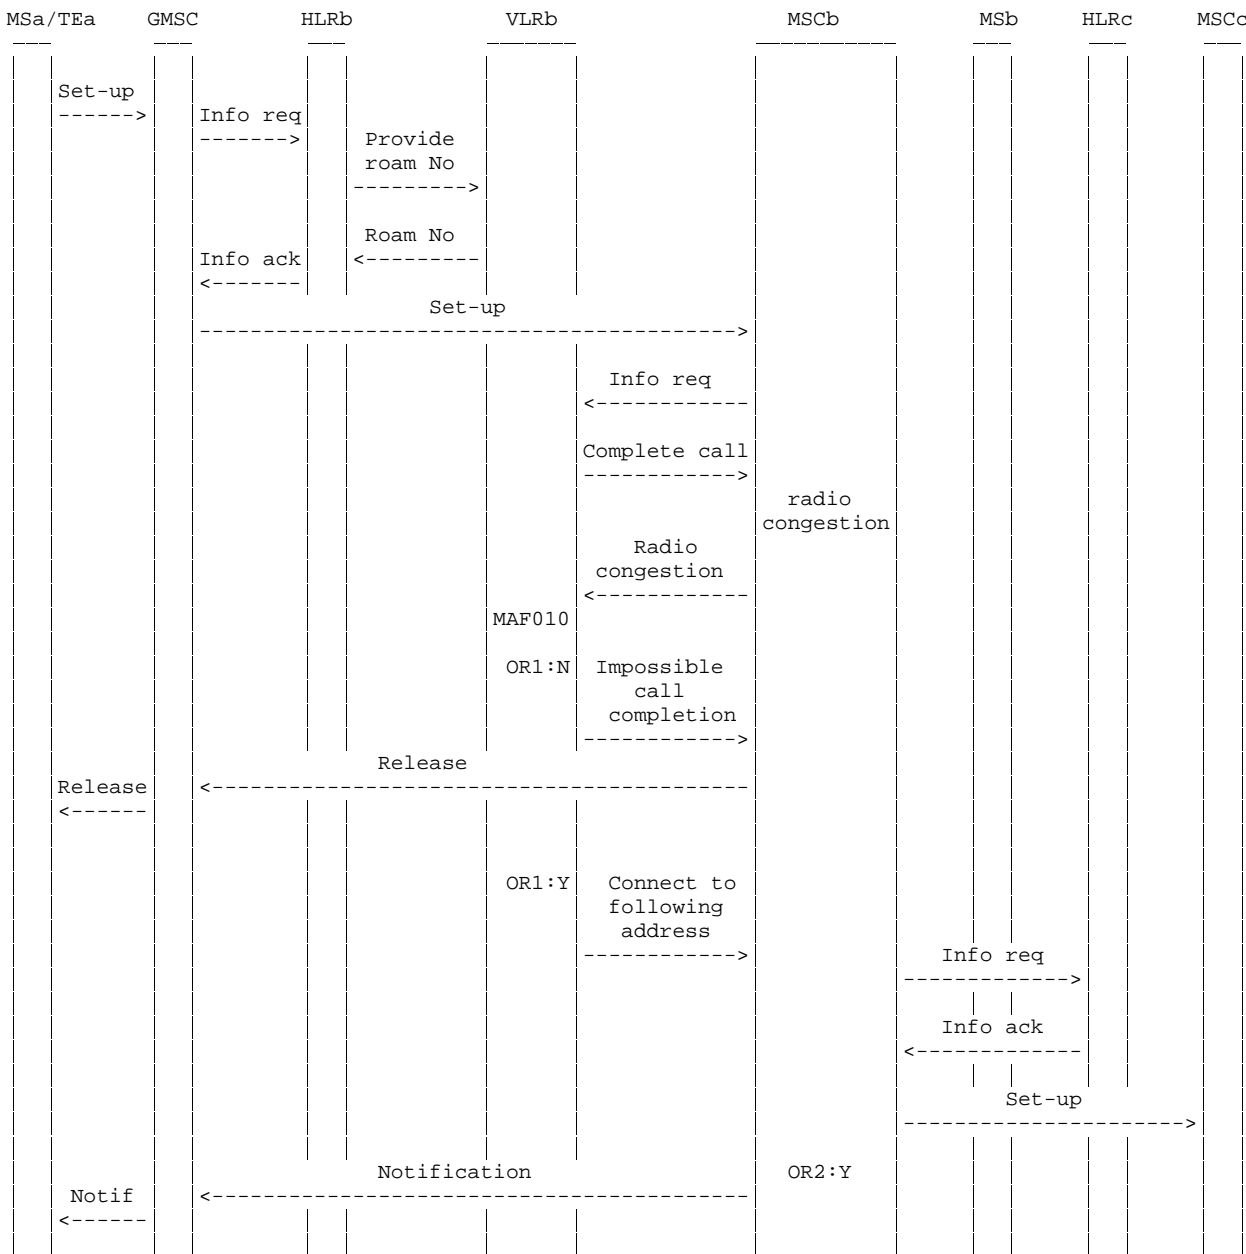 MSa/TEa GMSC HLRb VLRb MSCb MSb HLRc MSCc
Set-up
------> Info req
-------> Provide
roam No
--------->
Roam No
Info ack <---------
<-------
Set-up
------------------------------------------>
Info req
<------------
Complete call
------------>
radio
congestion
Radio
congestion
<------------
MAF010
OR1:N Impossible
call
completion
------------>
Release
Release <------------------------------------------
<------
OR1:Y Connect to
following
address
------------> Info req
------------->
Info ack
<-------------
Set-up
---------------------->
Notification OR2:Y
Notif <------------------------------------------
<------